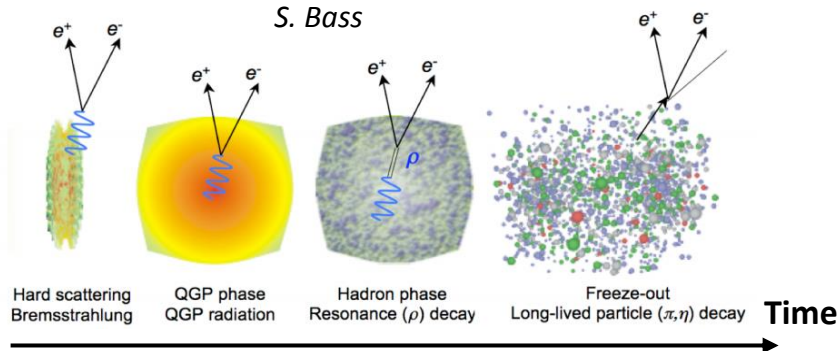 S. Bass
e+ e-
e+ e-
e+ e-
e+ e-
ρ
Hard scattering
Bremsstrahlung
QGP phase
QGP radiation
Hadron phase
Resonance (ρ) decay
Freeze-out
Long-lived particle (π,η) decay
Time